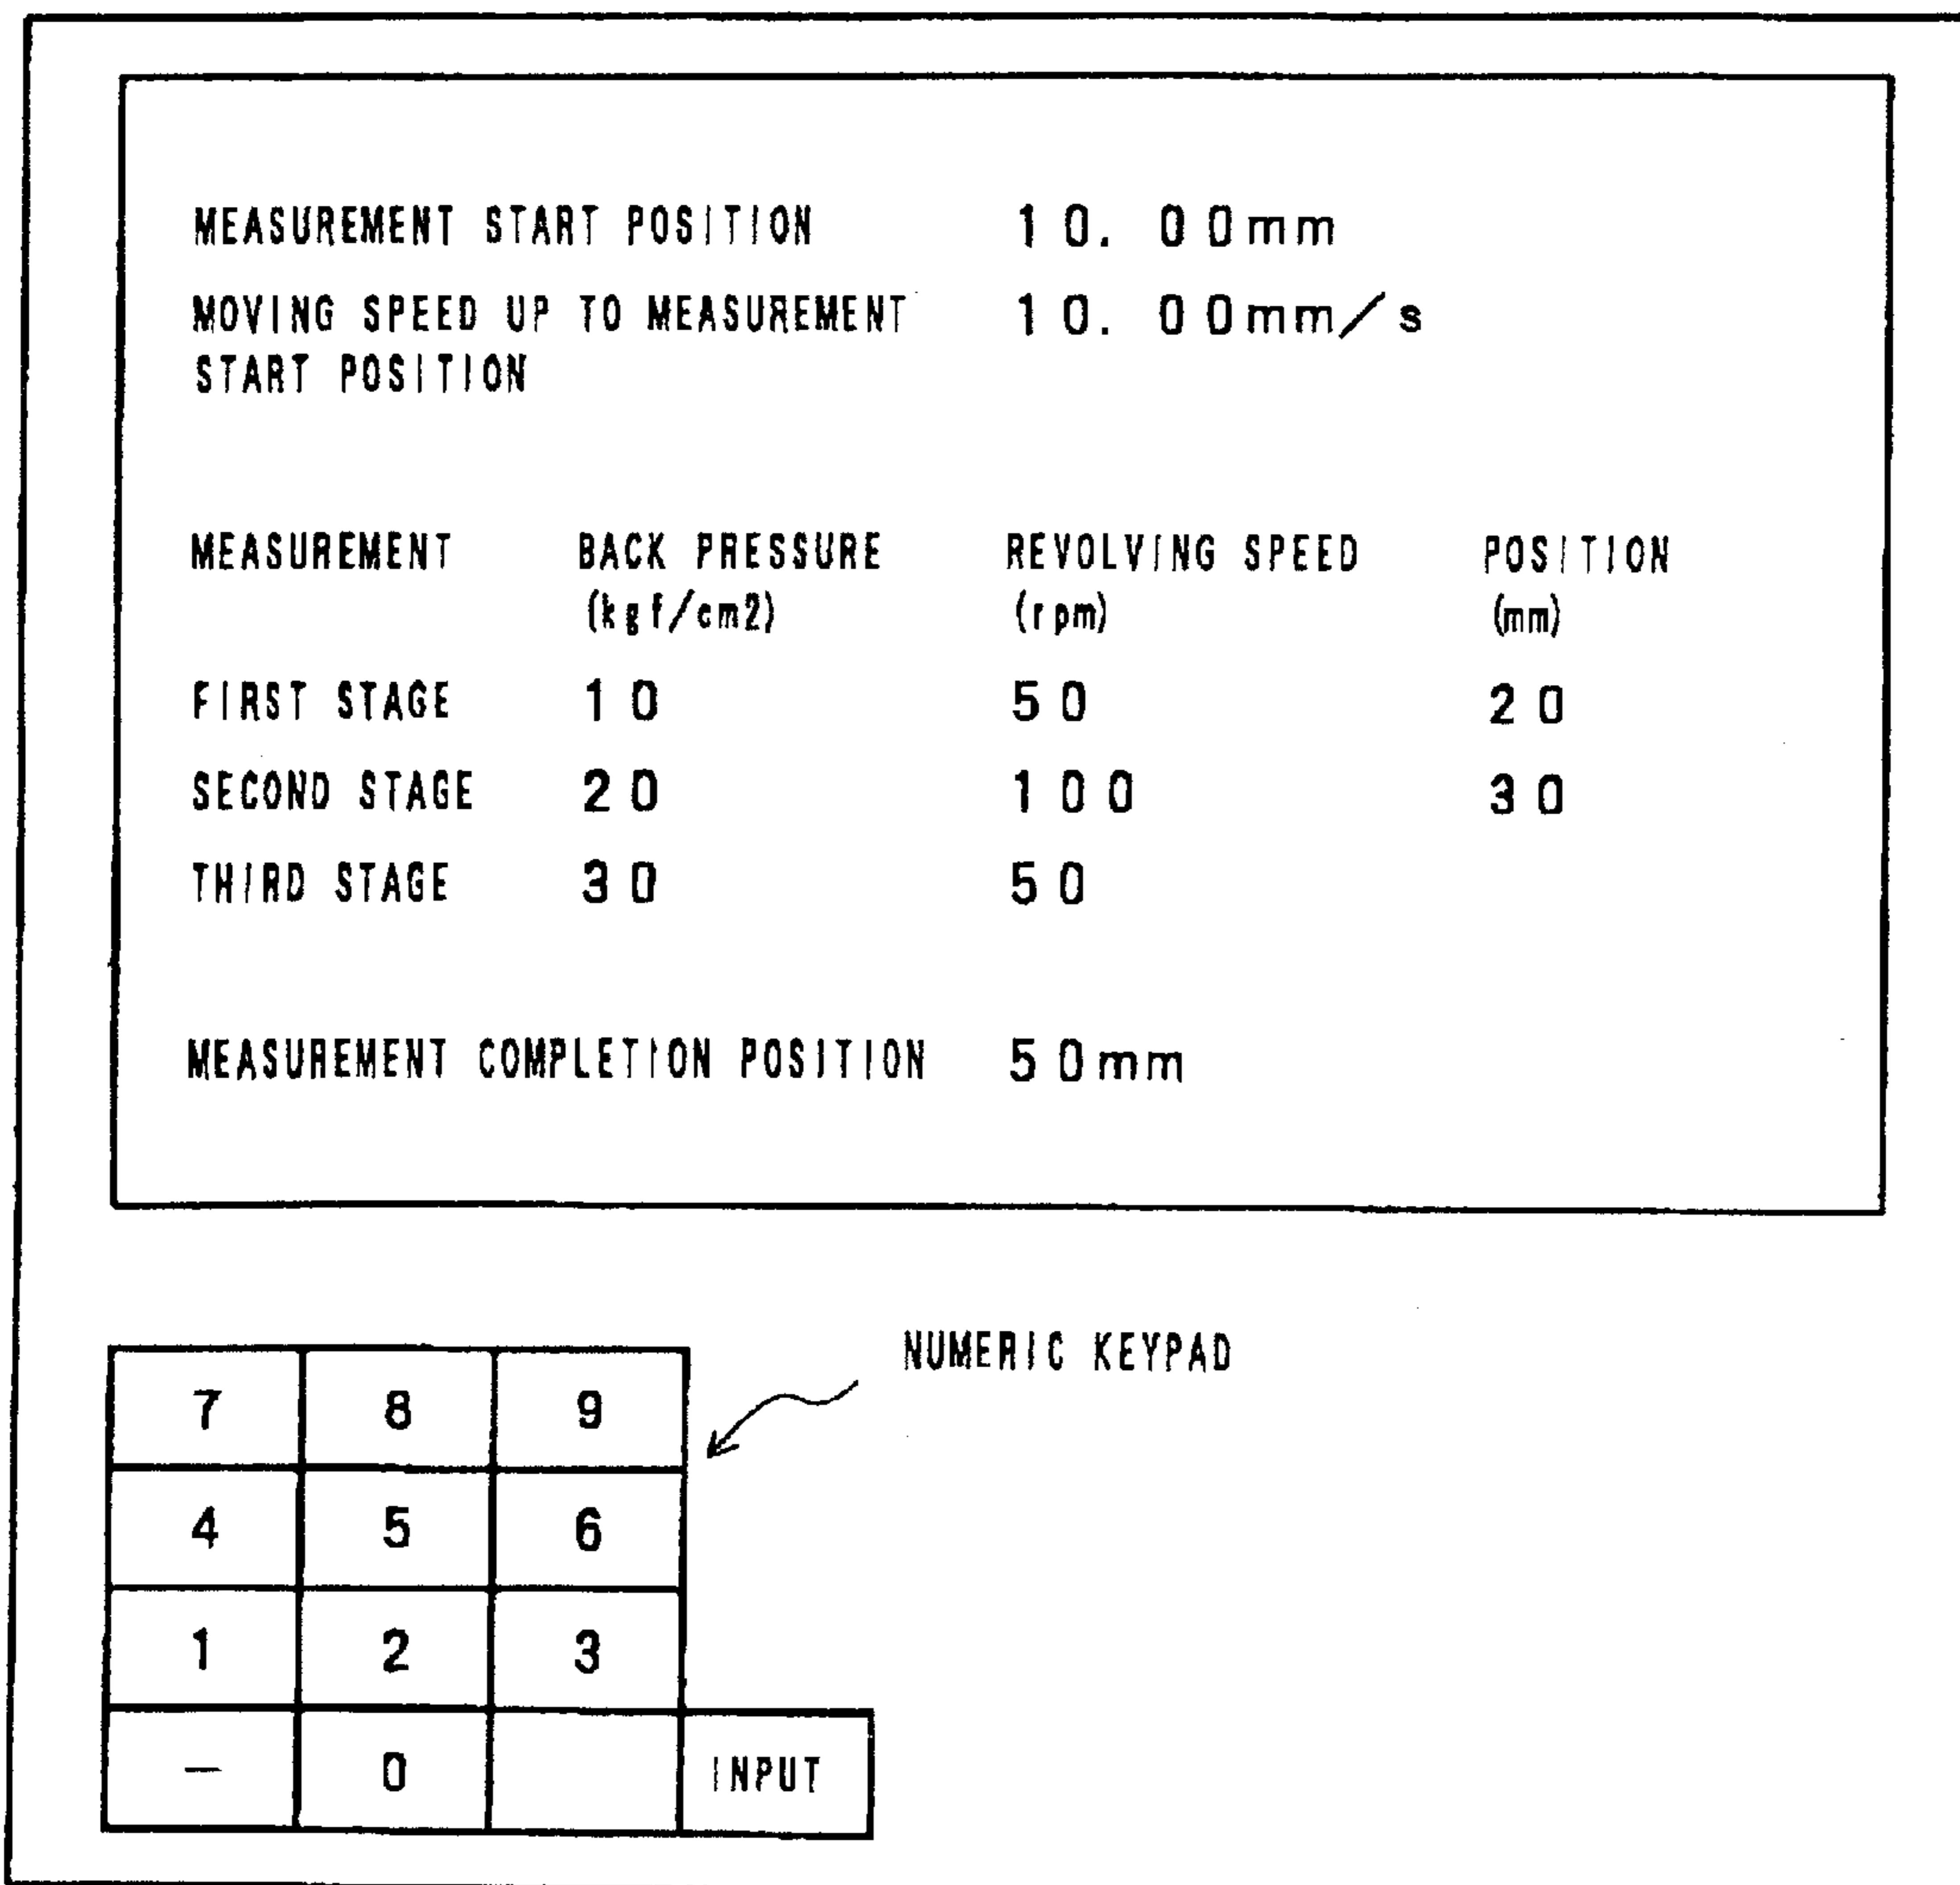 MEASUREMENT START POSITION 10. 00mm
MOVING SPEED UP TO MEASUREMENT 10. 00mm/s
START POSITION
MEASUREMENT BACK PRESSURE REVOLVING SPEED POSITION
(kgf/cm2) (rpm) (mm)
FIRST STAGE 10 50 20
SECOND STAGE 20 100 30
THIRD STAGE 30 50
MEASUREMENT COMPLETION POSITION 50mm
NUMERIC KEYPAD
7 8 9
4 5 6
1 2 3
— 0 INPUT